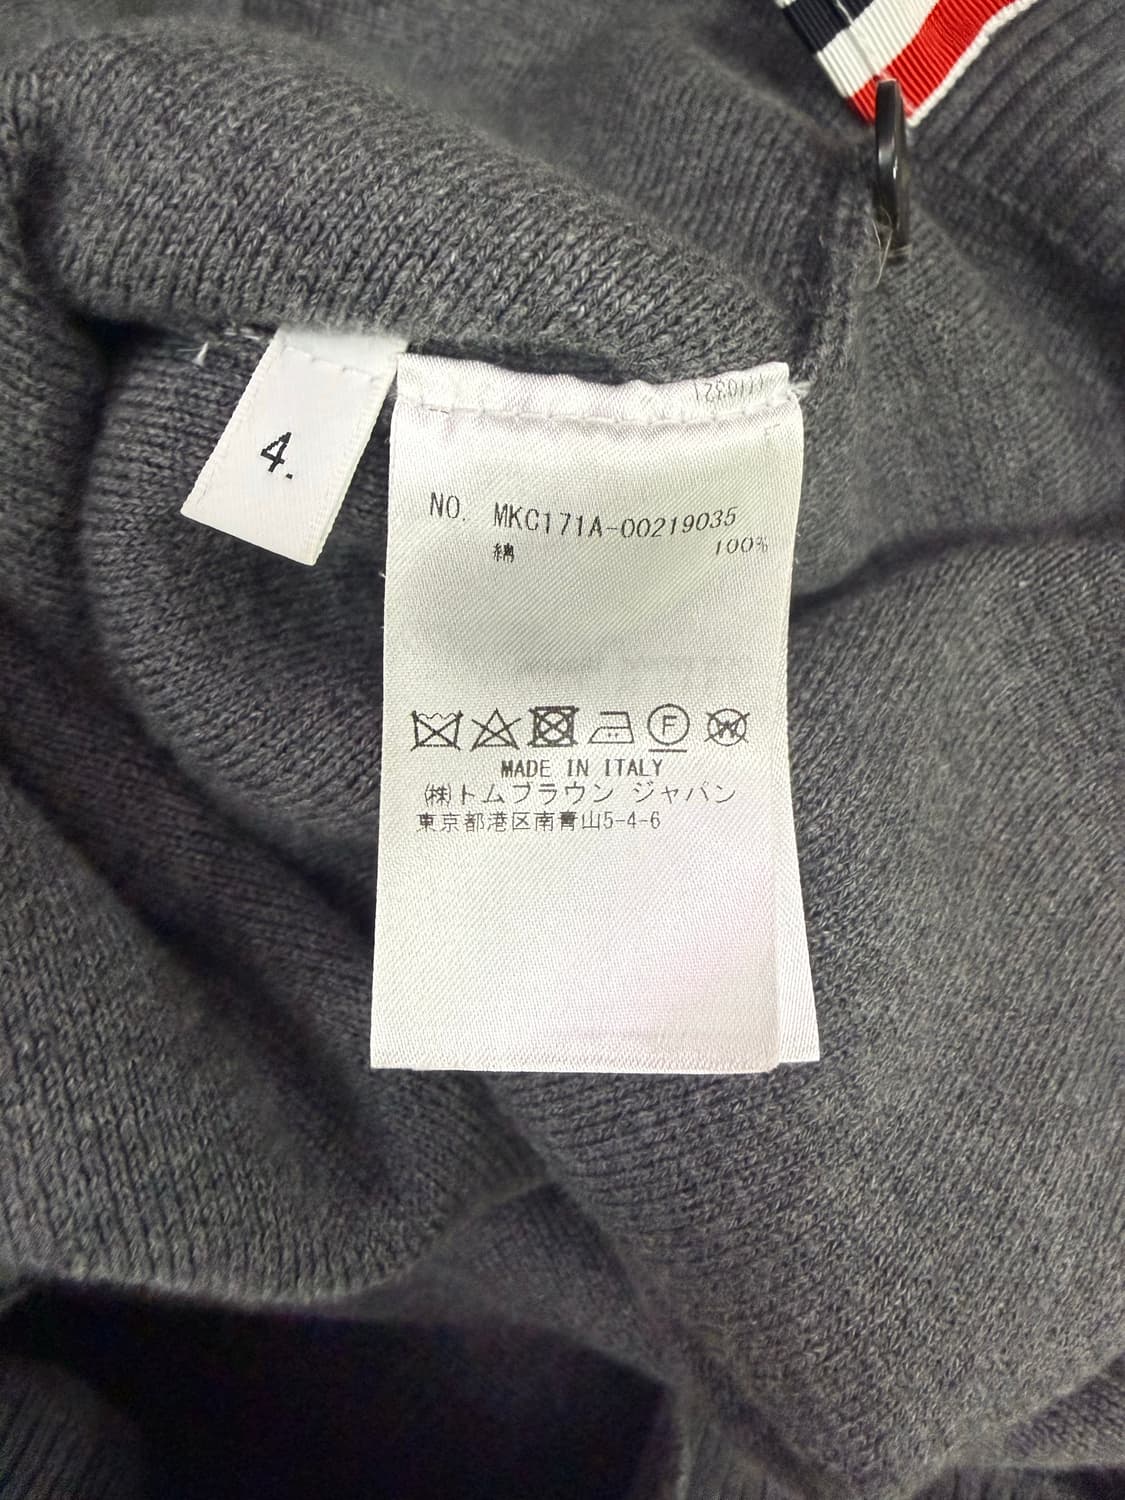 4.
NO. MKC171A-00219035
綿 100%
F
W
MADE IN ITALY
㈱トムブラウン ジャパン
東京都港区南青山5-4-6